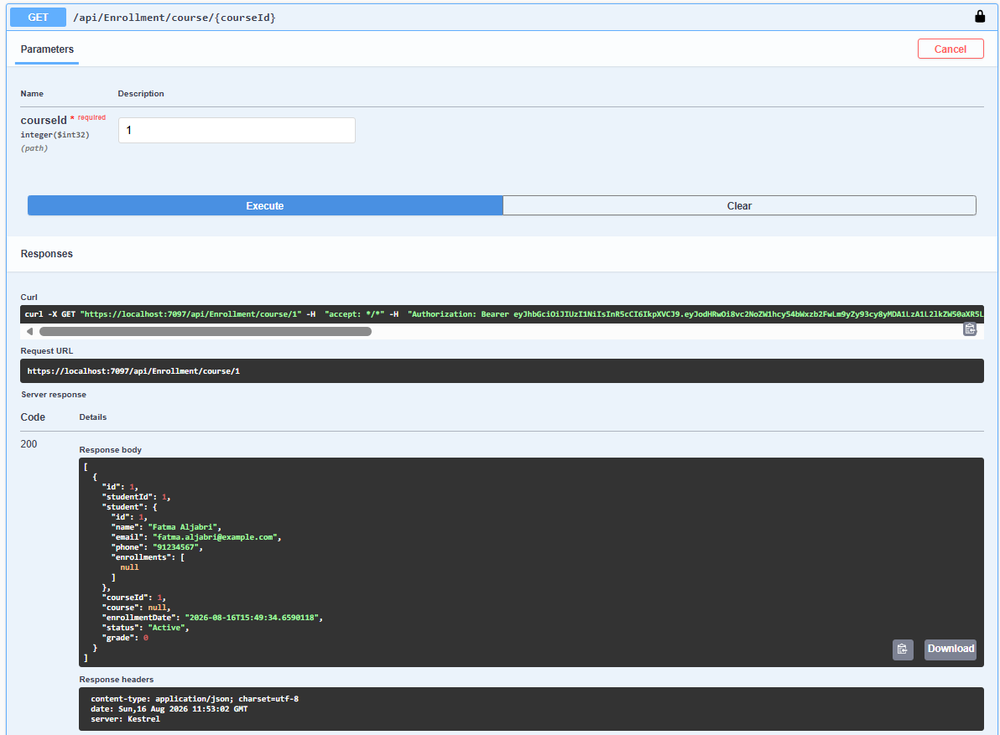 GET /api/Enrollment/course/{courseId}
Parameters
Cancel
Name Description
courseId * required
integer($int32)
(path)
1
Execute Clear
Responses
Curl
curl -X GET "https://localhost:7097/api/Enrollment/course/1" -H "accept: */*" -H "Authorization: Bearer eyJhbGciOiJIUzI1NiIsInR5cCI6IkpXVCJ9.eyJodHRwOi8vc2NoZW1hcy54bWxzb2FwLm9yZy93cy8yMDA1LzA1L2lkZW50aXR5L
Request URL
https://localhost:7097/api/Enrollment/course/1
Server response
Code Details
200
Response body
[
  {
    "id": 1,
    "studentId": 1,
    "student": {
      "id": 1,
      "name": "Fatma Aljabri",
      "email": "fatma.aljabri@example.com",
      "phone": "91234567",
      "enrollments": [
        null
      ]
    },
    "courseId": 1,
    "course": null,
    "enrollmentDate": "2026-08-16T15:49:34.6590118",
    "status": "Active",
    "grade": 0
  }
]
Download
Response headers
content-type: application/json; charset=utf-8
date: Sun,16 Aug 2026 11:53:02 GMT
server: Kestrel